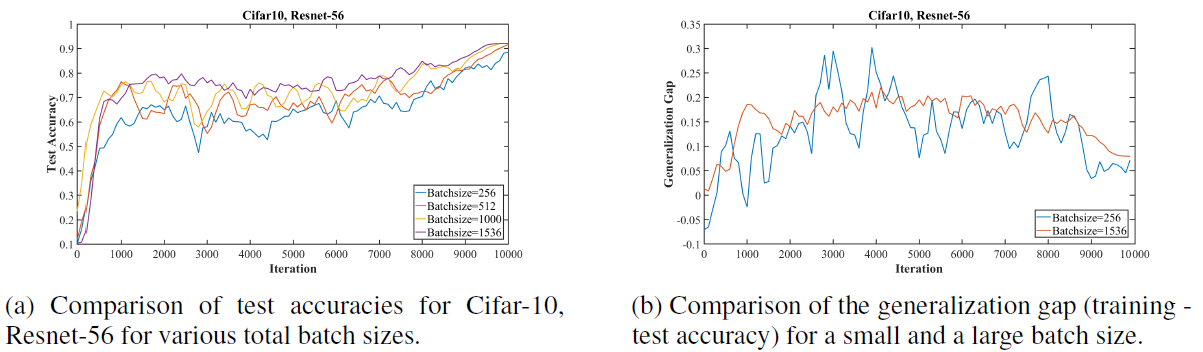 Cifar10, Resnet-56
Test Accuracy
1
0.9
0.8
0.7
0.6
0.5
0.4
0.3
0.2
0.1
Batchsize=256
Batchsize=512
Batchsize=1000
Batchsize=1536
0 1000 2000 3000 4000 5000 6000 7000 8000 9000 10000
Iteration
(a) Comparison of test accuracies for Cifar-10,
Resnet-56 for various total batch sizes.
Cifar10, Resnet-56
Generalization Gap
0.35
0.3
0.25
0.2
0.15
0.1
0.05
0
-0.05
-0.1
Batchsize=256
Batchsize=1536
0 1000 2000 3000 4000 5000 6000 7000 8000 9000 10000
Iteration
(b) Comparison of the generalization gap (training -
test accuracy) for a small and a large batch size.